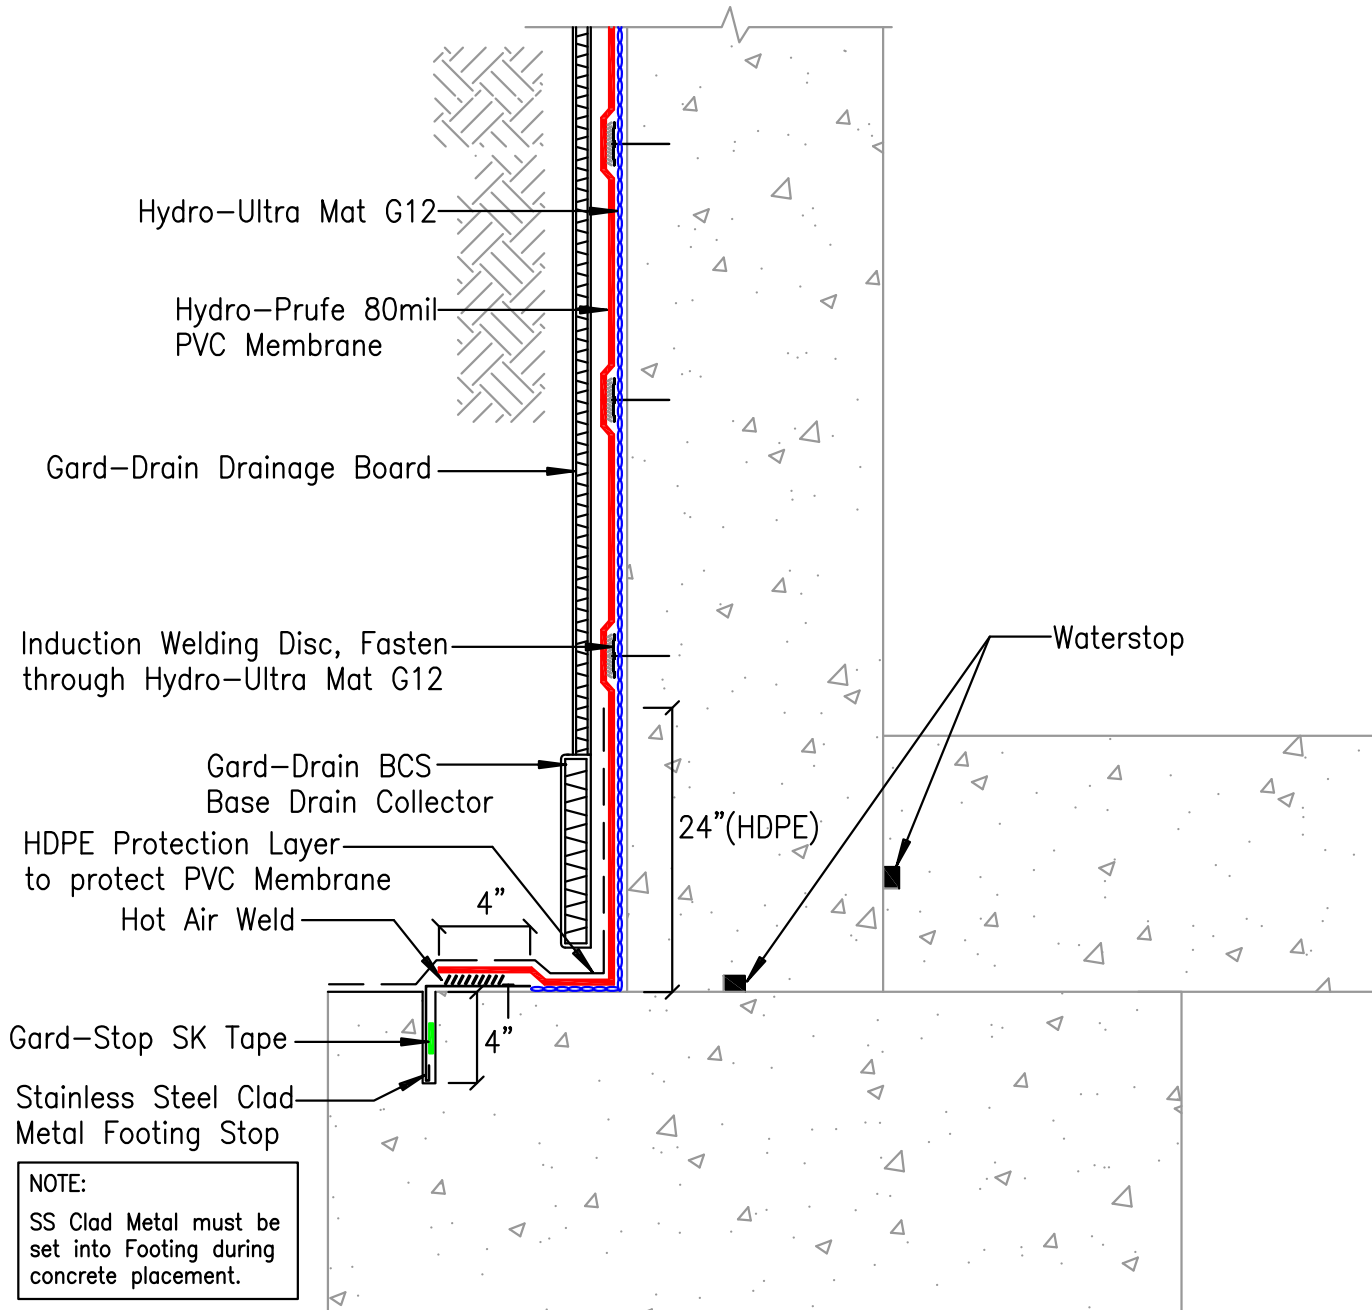 Hydro-Ultra Mat G12
Hydro-Prufe 80mil
PVC Membrane
Gard-Drain Drainage Board
Induction Welding Disc, Fasten
through Hydro-Ultra Mat G12
Waterstop
Gard-Drain BCS
Base Drain Collector
24"(HDPE)
HDPE Protection Layer
to protect PVC Membrane
4"
Hot Air Weld
Gard-Stop SK Tape
4"
Stainless Steel Clad
Metal Footing Stop
NOTE:
SS Clad Metal must be
set into Footing during
concrete placement.